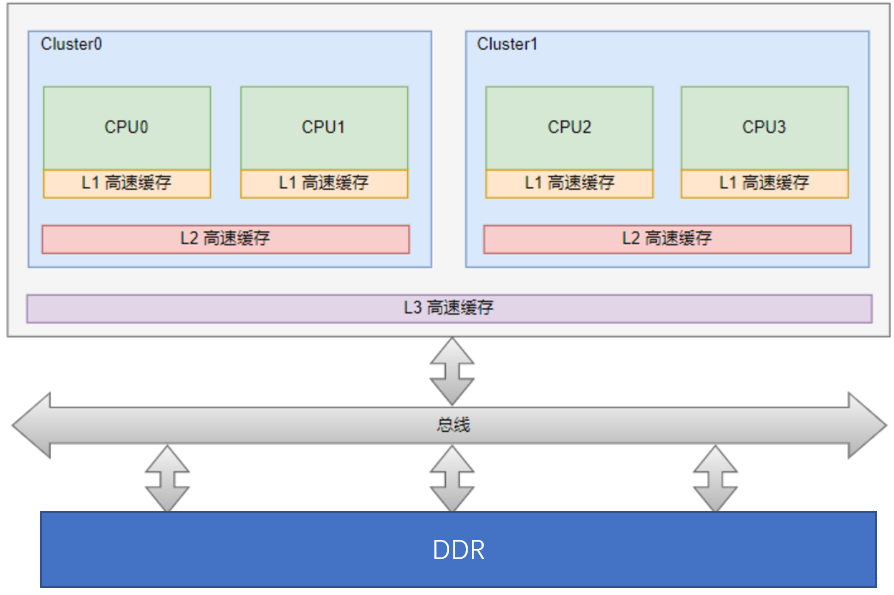 Cluster0
Cluster1
CPU0
CPU1
CPU2
CPU3
L1 高速缓存
L1 高速缓存
L1 高速缓存
L1 高速缓存
L2 高速缓存
L2 高速缓存
L3 高速缓存
总线
DDR